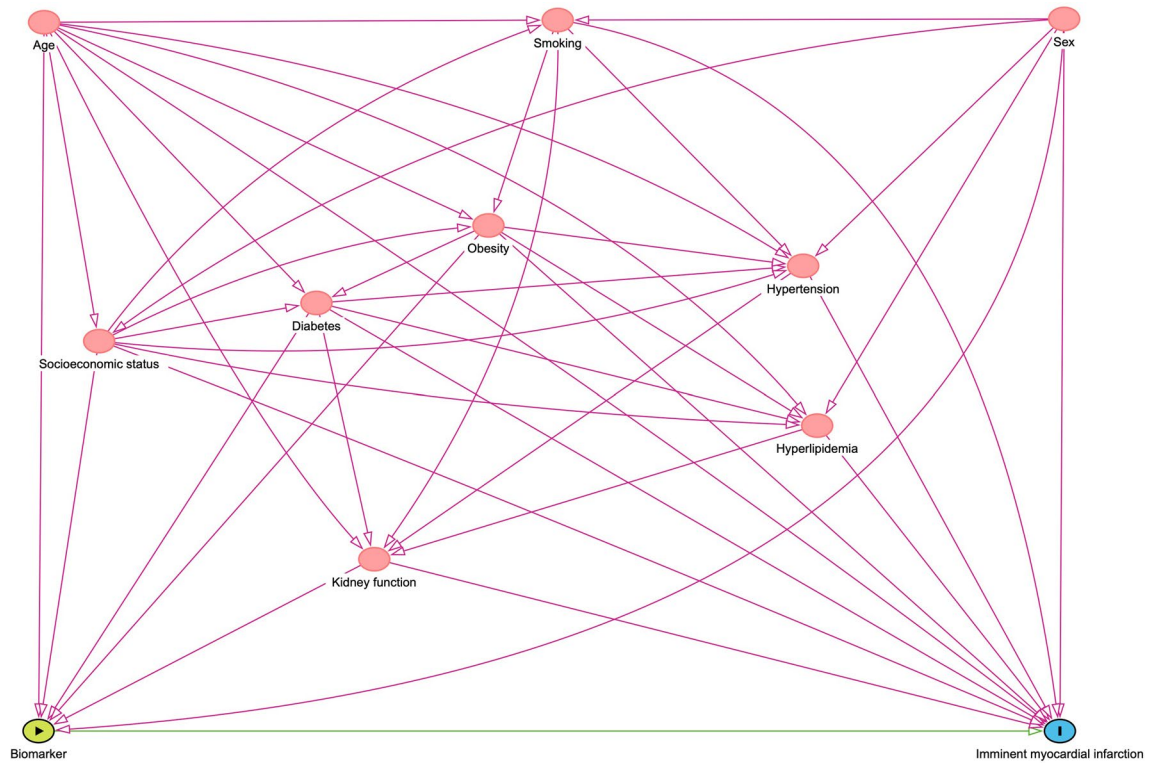 Age
Smoking
Sex
Obesity
Hypertension
Diabetes
Socioeconomic status
Hyperlipidemia
Kidney function
Biomarker
Imminent myocardial infarction